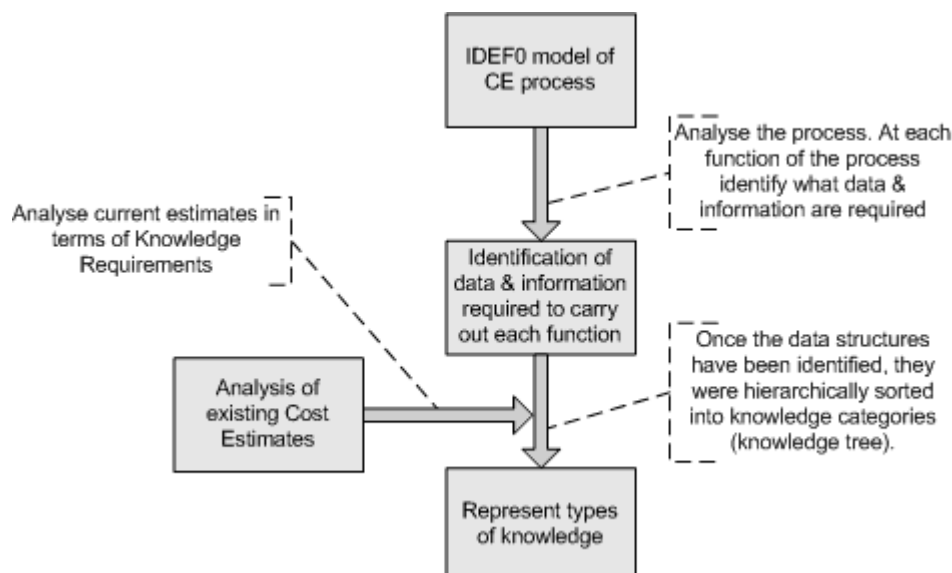 IDEF0 model of
CE process
Analyse the process. At each
function of the process
identify what data &
information are required
Analyse current estimates in
terms of Knowledge
Requirements
Identification of
data & information
required to carry
out each function
Once the data structures
have been identified, they
were hierarchically sorted
into knowledge categories
(knowledge tree).
Analysis of
existing Cost
Estimates
Represent types
of knowledge